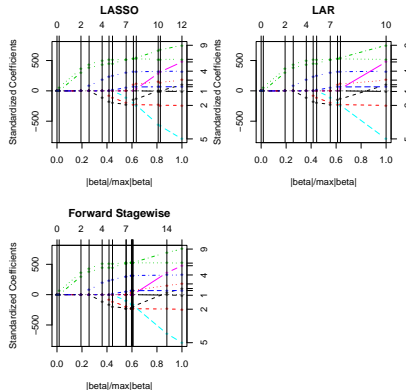 LASSO
0 2 3 4 7 10 12
Standardized Coefficients
−500 0 500
9
4
1
2
5
0.0 0.2 0.4 0.6 0.8 1.0
|beta|/max|beta|
LAR
0 2 3 4 7 10
Standardized Coefficients
−500 0 500
9
4
2
5
0.0 0.2 0.4 0.6 0.8 1.0
|beta|/max|beta|
Forward Stagewise
0 2 4 7 14
Standardized Coefficients
−500 0 500
9
4
1
2
5
0.0 0.2 0.4 0.6 0.8 1.0
|beta|/max|beta|